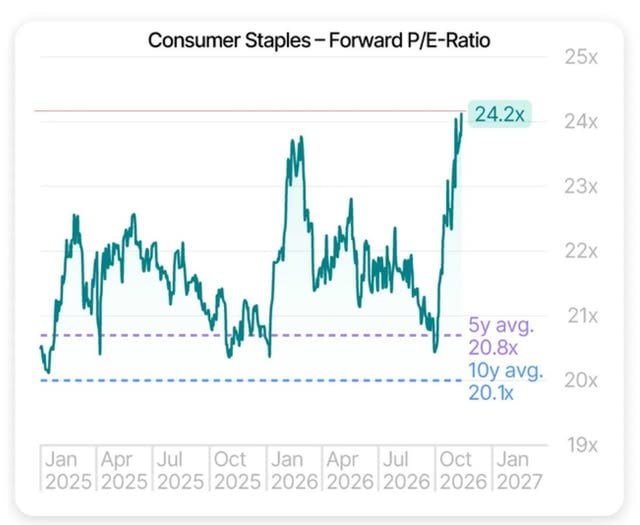 Consumer Staples – Forward P/E-Ratio
25x
24.2x
24x
23x
22x
21x
5y avg.
20.8x
10y avg.
20.1x
20x
19x
Jan Apr Jul Oct Jan Apr Jul Oct Jan
2025 2025 2025 2025 2026 2026 2026 2026 2027